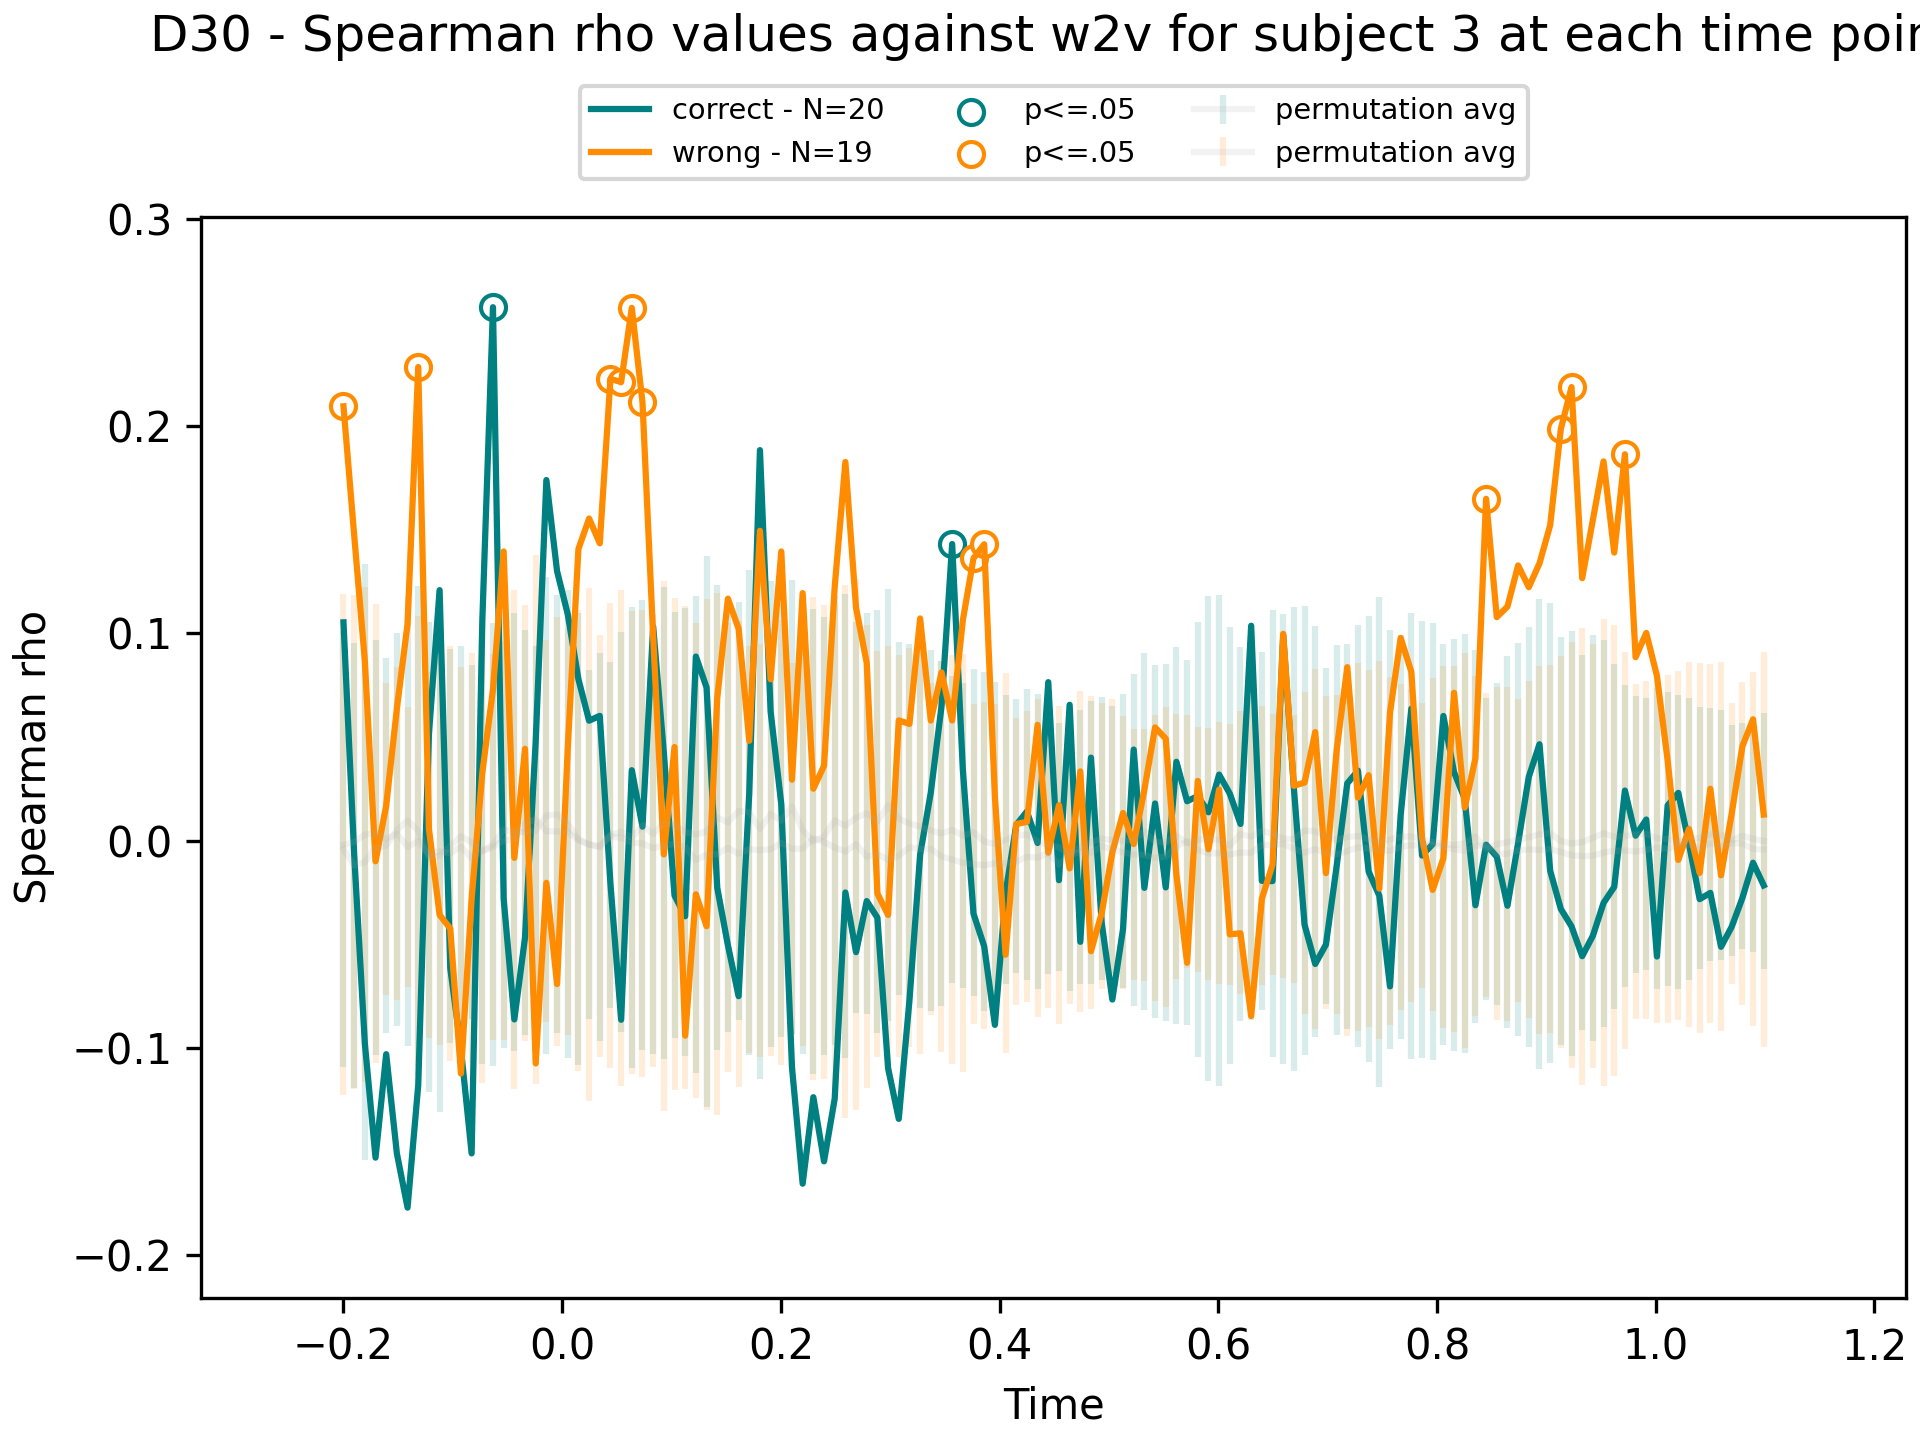 D30 - Spearman rho values against w2v for subject 3 at each time
correct - N=20 p<=.05 permutation avg
wrong - N=19 p<=.05 permutation avg
0.3
0.2
0.1
0.0
−0.1
−0.2
Spearman rho
−0.2 0.0 0.2 0.4 0.6 0.8 1.0 1.2
Time